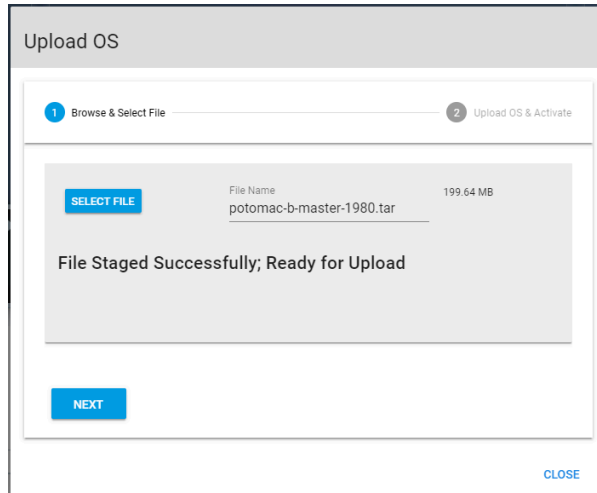 Upload OS
1 Browse & Select File
2 Upload OS & Activate
SELECT FILE
File Name
potomac-b-master-1980.tar
199.64 MB
File Staged Successfully; Ready for Upload
NEXT
CLOSE